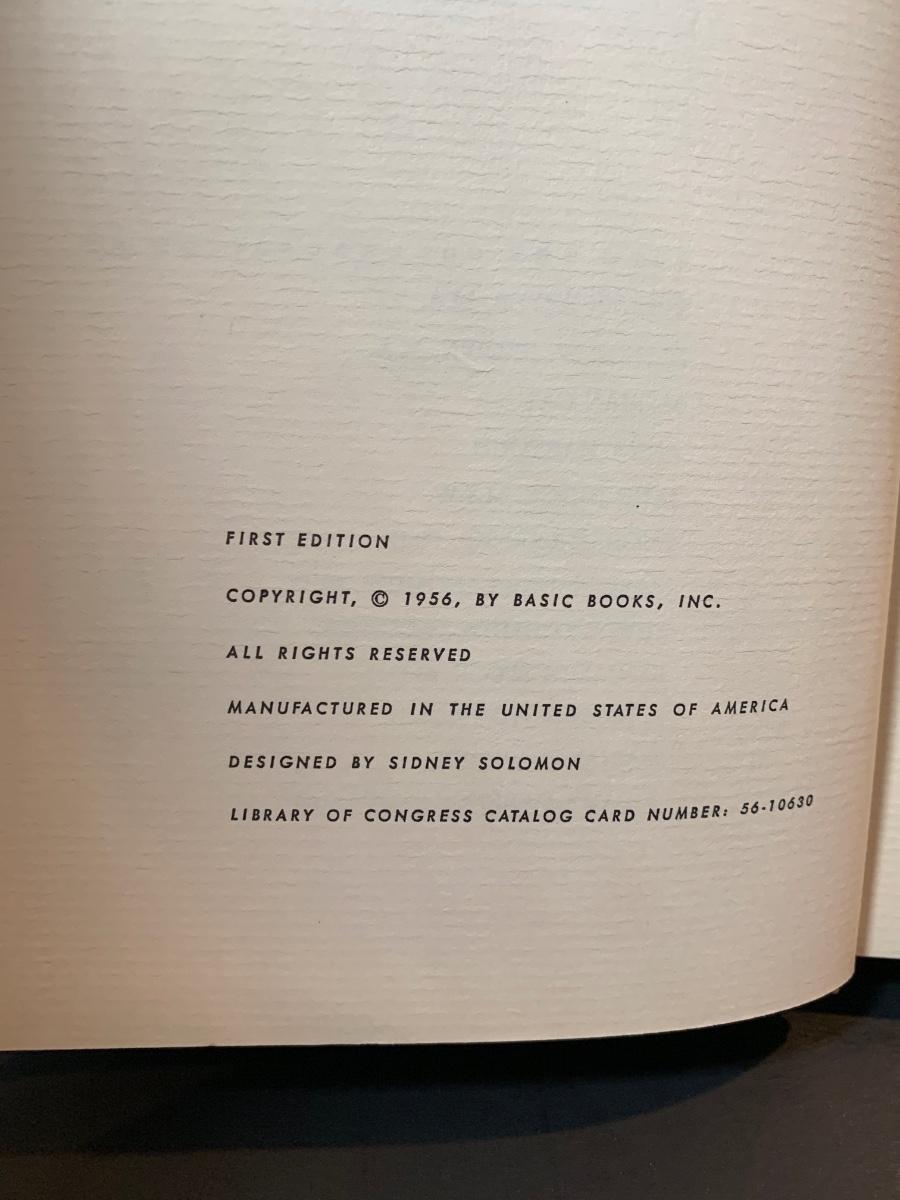 FIRST EDITION
COPYRIGHT, © 1956, BY BASIC BOOKS, INC.
ALL RIGHTS RESERVED
MANUFACTURED IN THE UNITED STATES OF AMERICA
DESIGNED BY SIDNEY SOLOMON
LIBRARY OF CONGRESS CATALOG CARD NUMBER: 56-10630